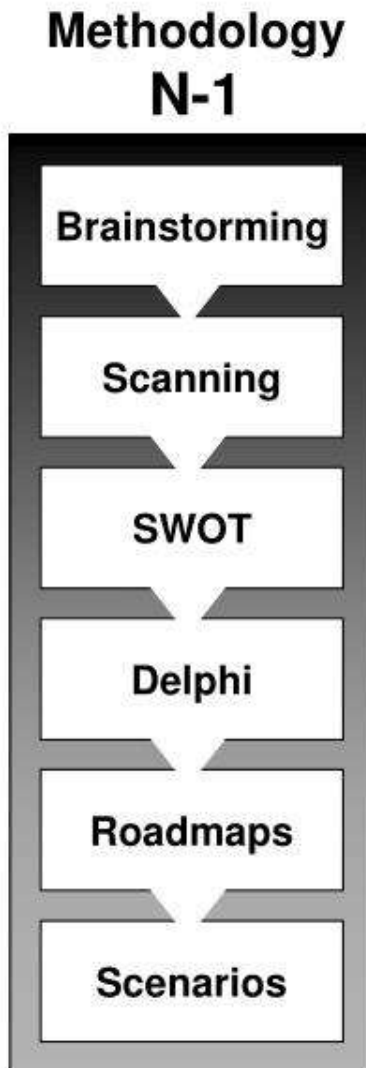 Methodology
N-1
Brainstorming
Scanning
SWOT
Delphi
Roadmaps
Scenarios